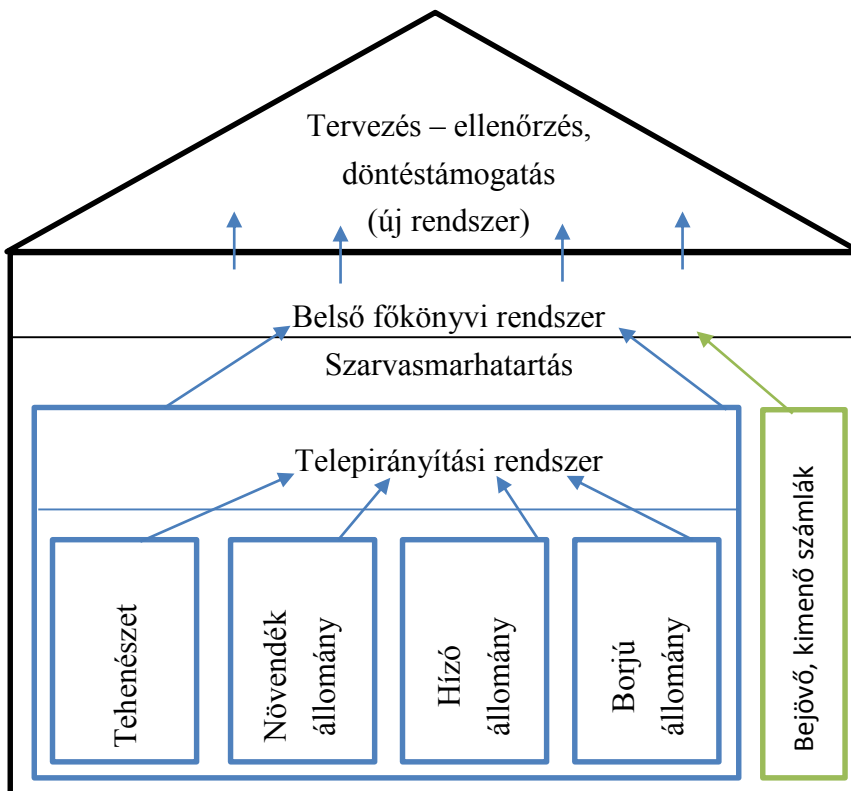 Tervezés – ellenőrzés,
döntéstámogatás
(új rendszer)
Belső főkönyvi rendszer
Szarvasmarhatartás
Telepirányítási rendszer
Tehenészet
Növendék
állomány
Hízó
állomány
Borjú
állomány
Bejövő, kimenő számlák